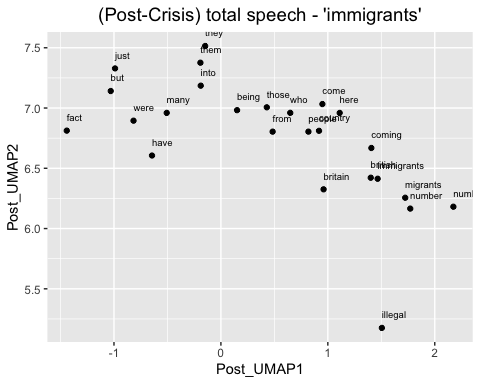 (Post-Crisis) total speech - 'immigrants'
they
7.5
them
just
into
but
come
being
those
who
here
many
7.0
were
from
people
country
fact
coming
have
6.5
british
immigrants
britain
migrants
number
6.0
5.5
illegal
-1
0
1
2
Post_UMAP1
Post_UMAP2